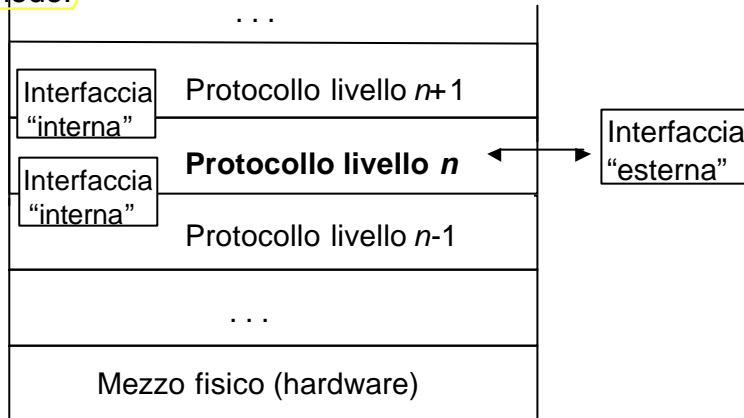 . . .
Interfaccia
“interna”
Protocollo livello n+1
Protocollo livello n
Interfaccia
“esterna”
Interfaccia
“interna”
Protocollo livello n-1
. . .
Mezzo fisico (hardware)